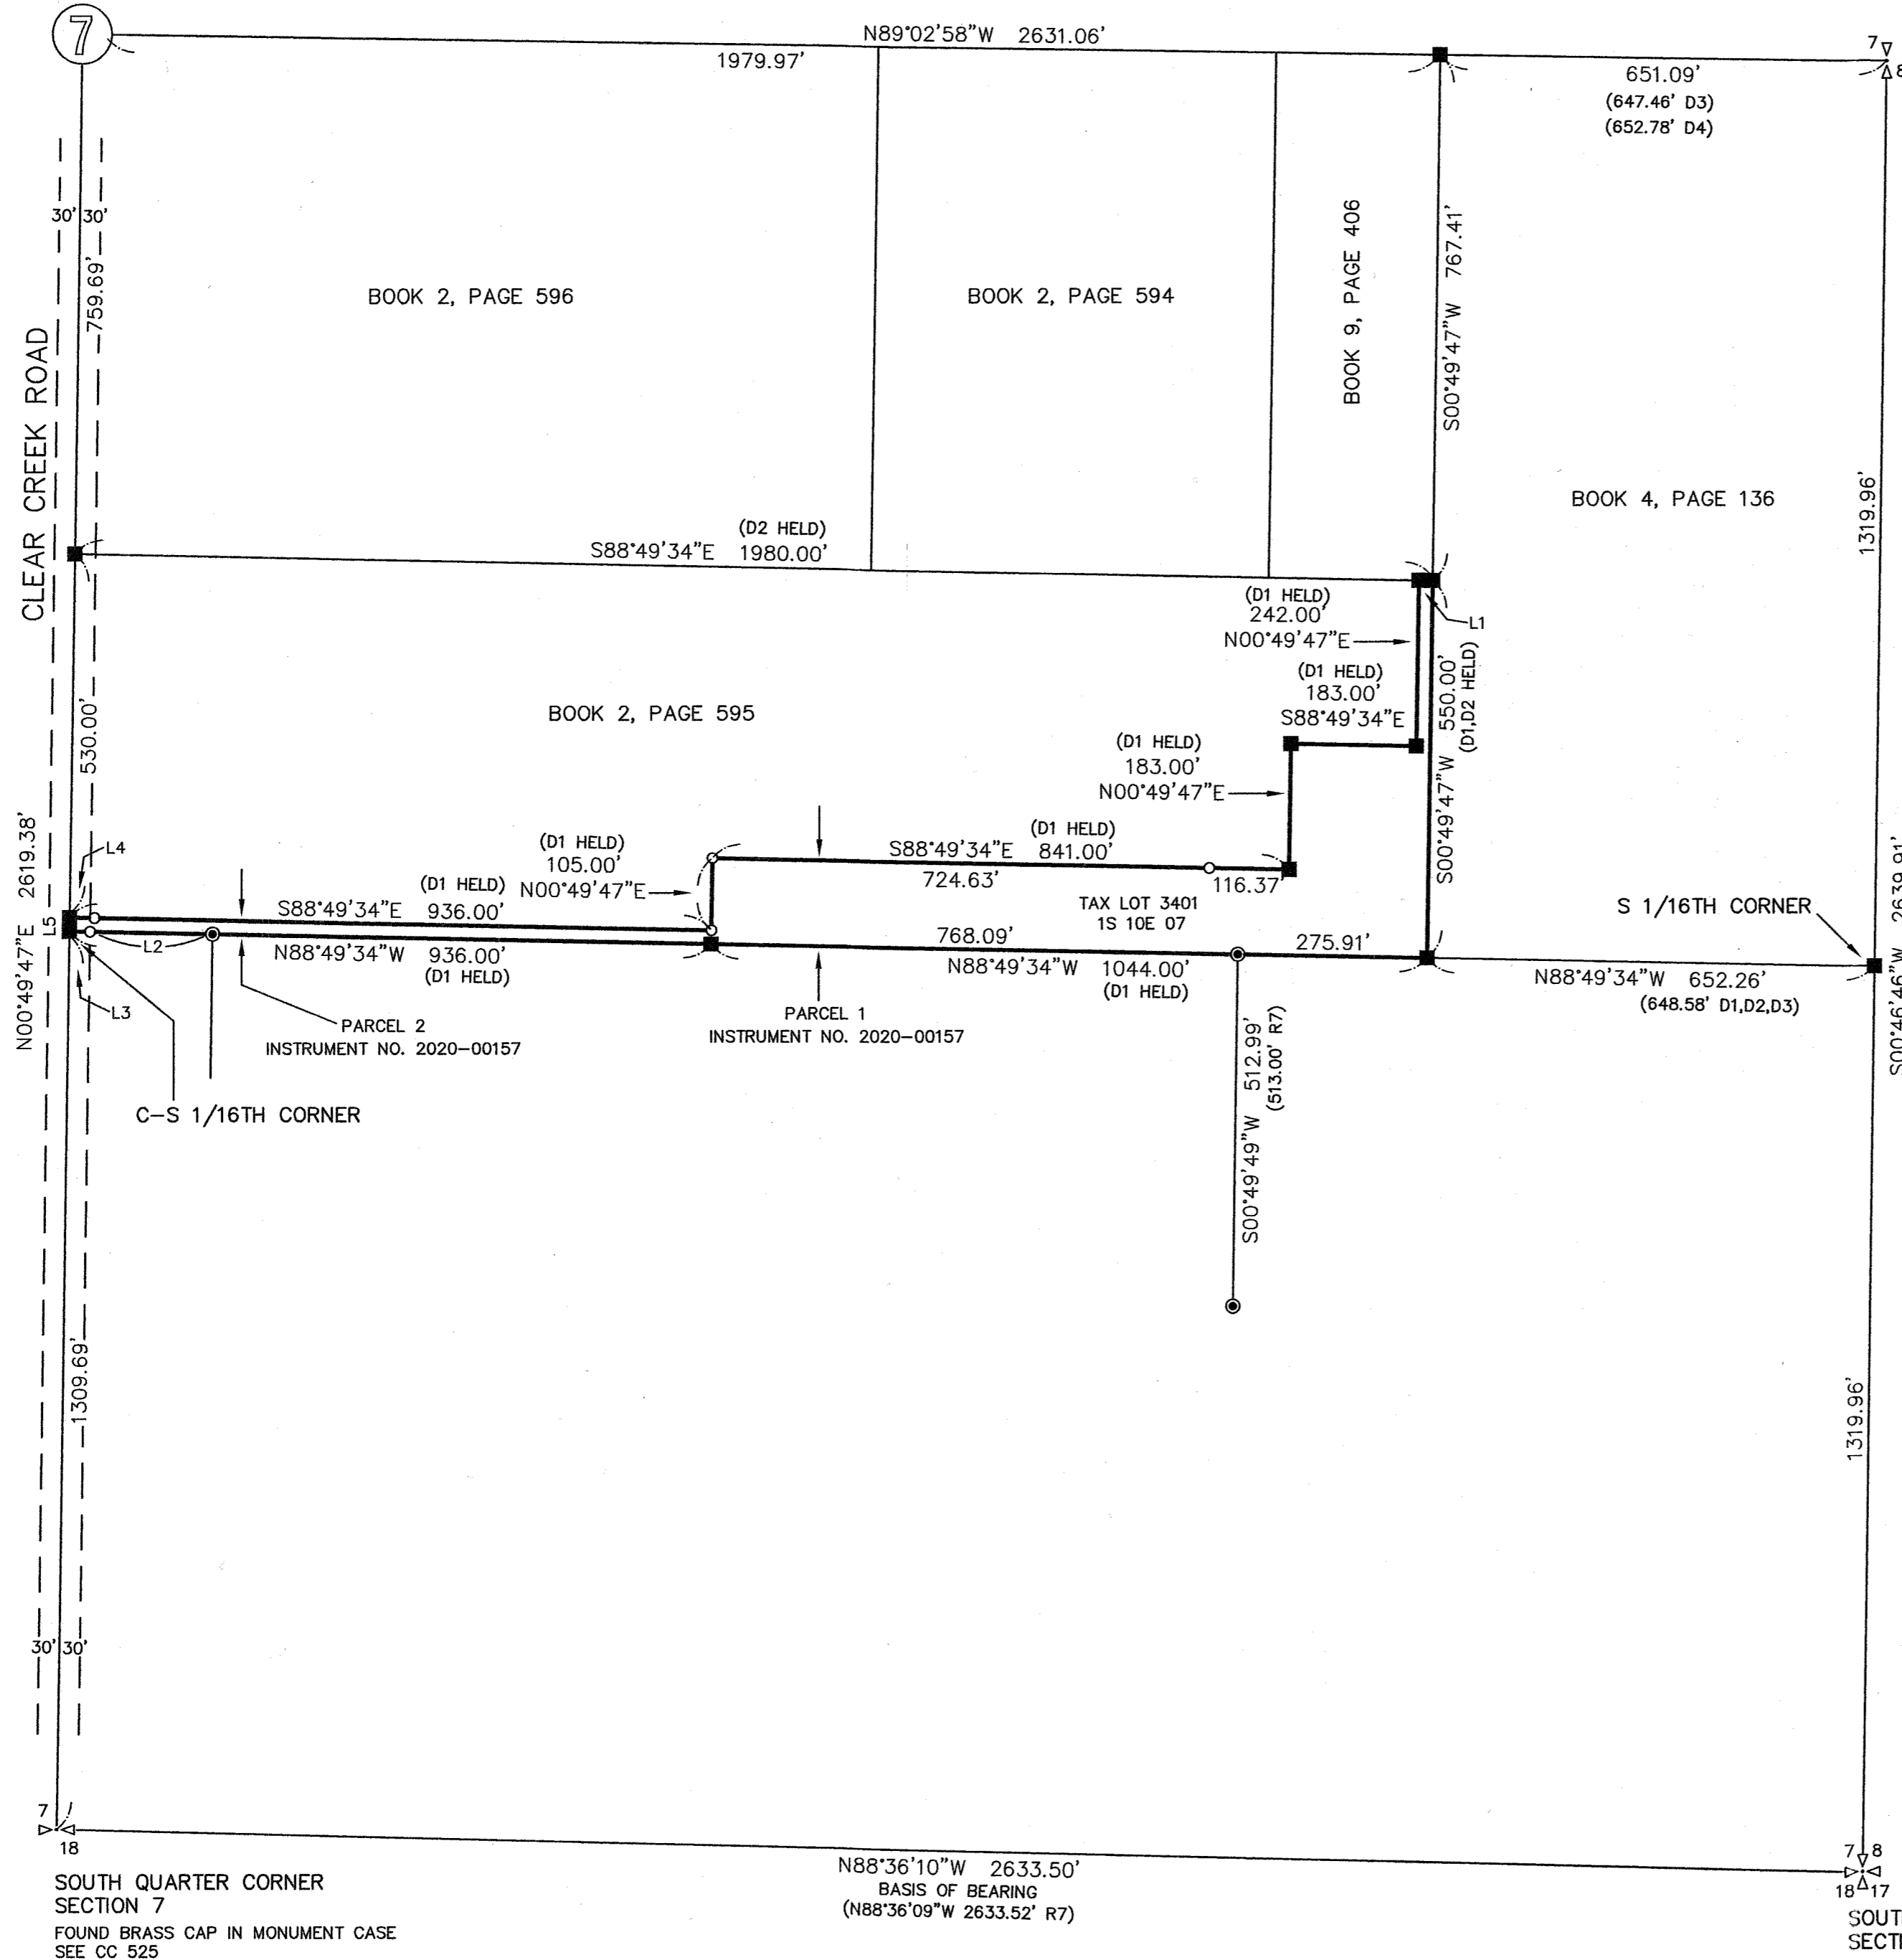 7
N89°02'58"W 2631.06'
1979.97'
651.09'
(647.46' D3)
(652.78' D4)
7
8
30' 30'
759.69'
CLEAR CREEK ROAD
BOOK 2, PAGE 596
BOOK 2, PAGE 594
BOOK 9, PAGE 406
S00°49'47"W 767.41'
BOOK 4, PAGE 136
1319.96'
(D2 HELD)
S88°49'34"E 1980.00'
(D1 HELD)
242.00'
N00°49'47"E
L1
(D1 HELD)
183.00'
S88°49'34"E
S00°49'47"W 550.00'
(D1,D2 HELD)
BOOK 2, PAGE 595
530.00'
(D1 HELD)
183.00'
N00°49'47"E
N00°49'47"E 2619.38'
L4
L5
(D1 HELD)
105.00'
N00°49'47"E
(D1 HELD)
S88°49'34"E 841.00'
724.63'
116.37'
(D1 HELD)
S88°49'34"E 936.00'
TAX LOT 3401
1S 10E 07
S 1/16TH CORNER
S00°46'46"W 2639.91'
L2
N88°49'34"W 936.00'
(D1 HELD)
768.09'
275.91'
N88°49'34"W 1044.00'
(D1 HELD)
N88°49'34"W 652.26'
(648.58' D1,D2,D3)
L3
PARCEL 2
INSTRUMENT NO. 2020-00157
PARCEL 1
INSTRUMENT NO. 2020-00157
C-S 1/16TH CORNER
S00°49'49"W 512.99'
(513.00' R7)
1309.69'
1319.96'
30' 30'
7
18
SOUTH QUARTER CORNER
SECTION 7
FOUND BRASS CAP IN MONUMENT CASE
SEE CC 525
N88°36'10"W 2633.50'
BASIS OF BEARING
(N88°36'09"W 2633.52' R7)
7 8
18 17
SOUT
SECTI